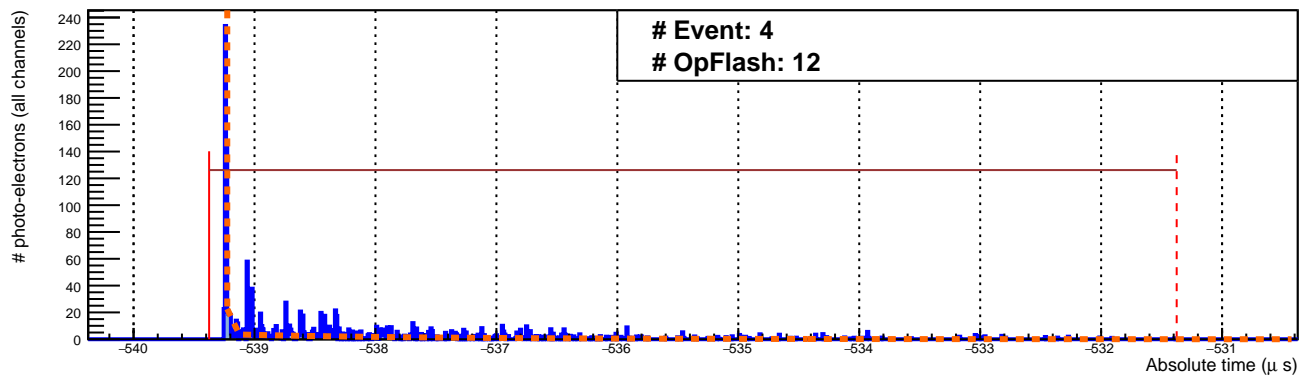 # Event: 4
# OpFlash: 12
# photo-electrons (all channels)
240
220
200
180
160
140
120
100
80
60
40
20
0
−540 −539 −538 −537 −536 −535 −534 −533 −532 −531
Absolute time (μ s)